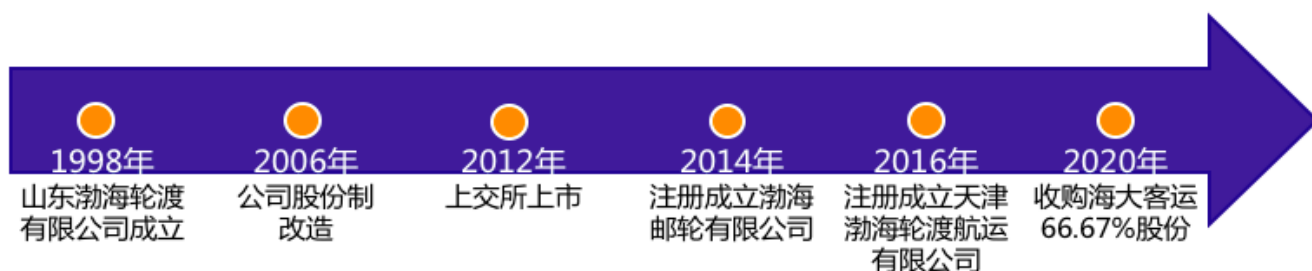 1998年
山东渤海轮渡
有限公司成立
2006年
公司股份制
改造
2012年
上交所上市
2014年
注册成立渤海
邮轮有限公司
2016年
注册成立天津
渤海轮渡航运
有限公司
2020年
收购海大客运
66.67%股份